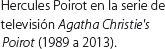 Hercules Poirot en la serie de
televisión Agatha Christie's
Poirot (1989 a 2013).